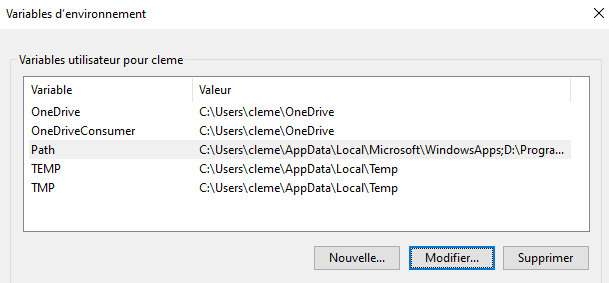 Variables d'environnement
Variables utilisateur pour cleme
Variable Valeur
OneDrive C:\Users\cleme\OneDrive
OneDriveConsumer C:\Users\cleme\OneDrive
Path C:\Users\cleme\AppData\Local\Microsoft\WindowsApps;D:\Progra...
TEMP C:\Users\cleme\AppData\Local\Temp
TMP C:\Users\cleme\AppData\Local\Temp
Nouvelle... Modifier... Supprimer